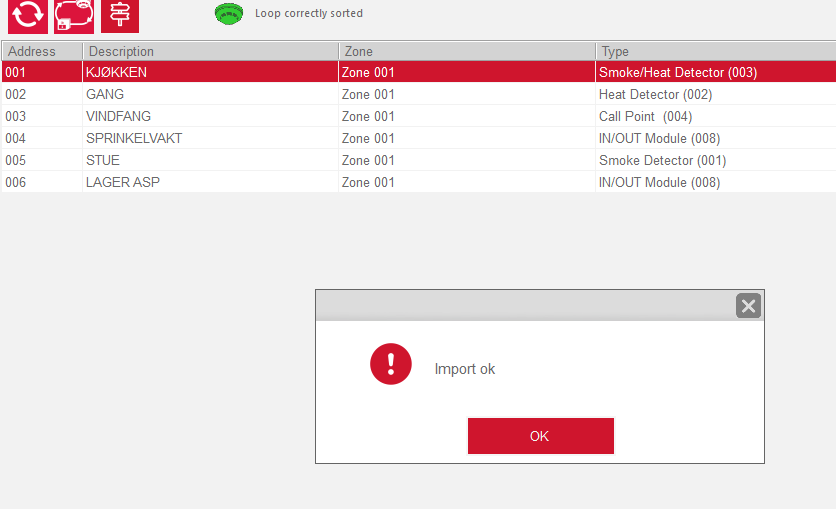 Loop correctly sorted
Address Description Zone Type
001 KJØKKEN Zone 001 Smoke/Heat Detector (003)
002 GANG Zone 001 Heat Detector (002)
003 VINDFANG Zone 001 Call Point (004)
004 SPRINKELVAKT Zone 001 IN/OUT Module (008)
005 STUE Zone 001 Smoke Detector (001)
006 LAGER ASP Zone 001 IN/OUT Module (008)
Import ok
OK